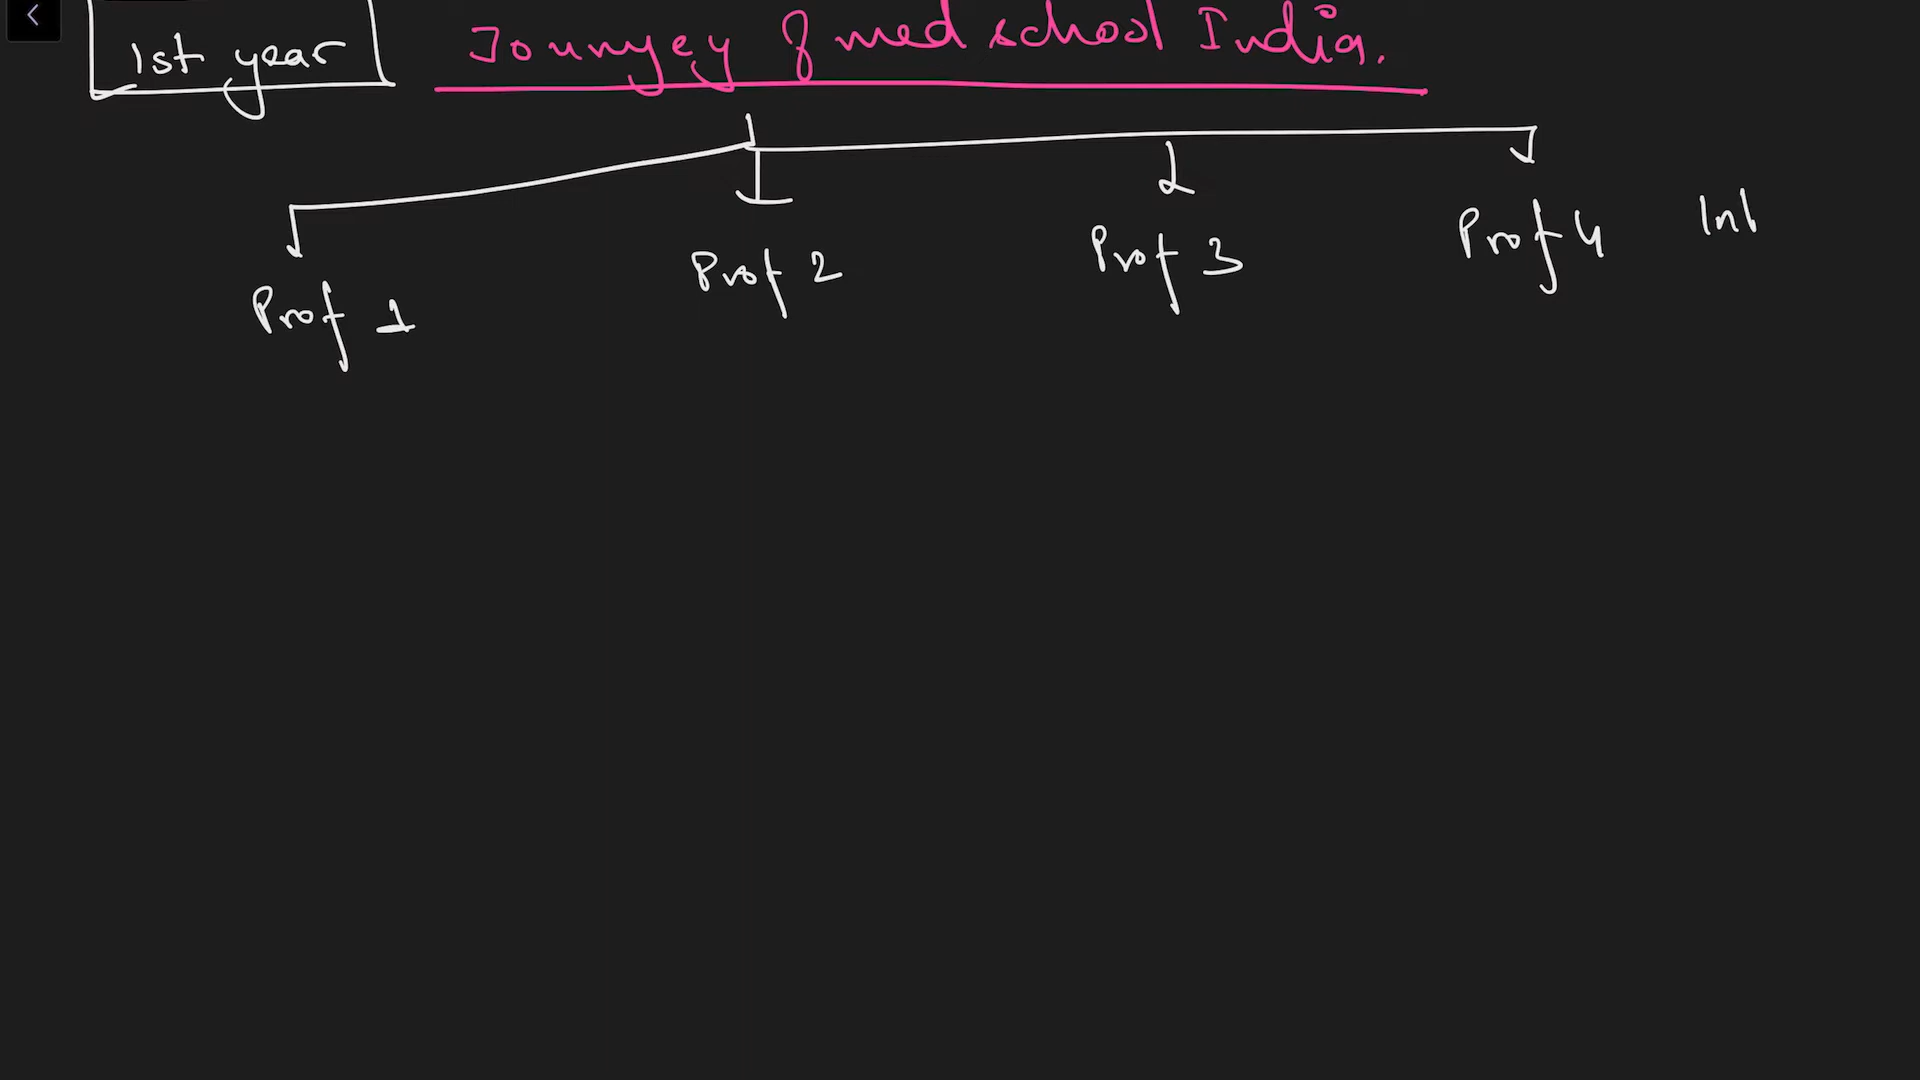 1st year
Jounyey of med school India.
Prof 1
Prof 2
Prof 3
Prof 4